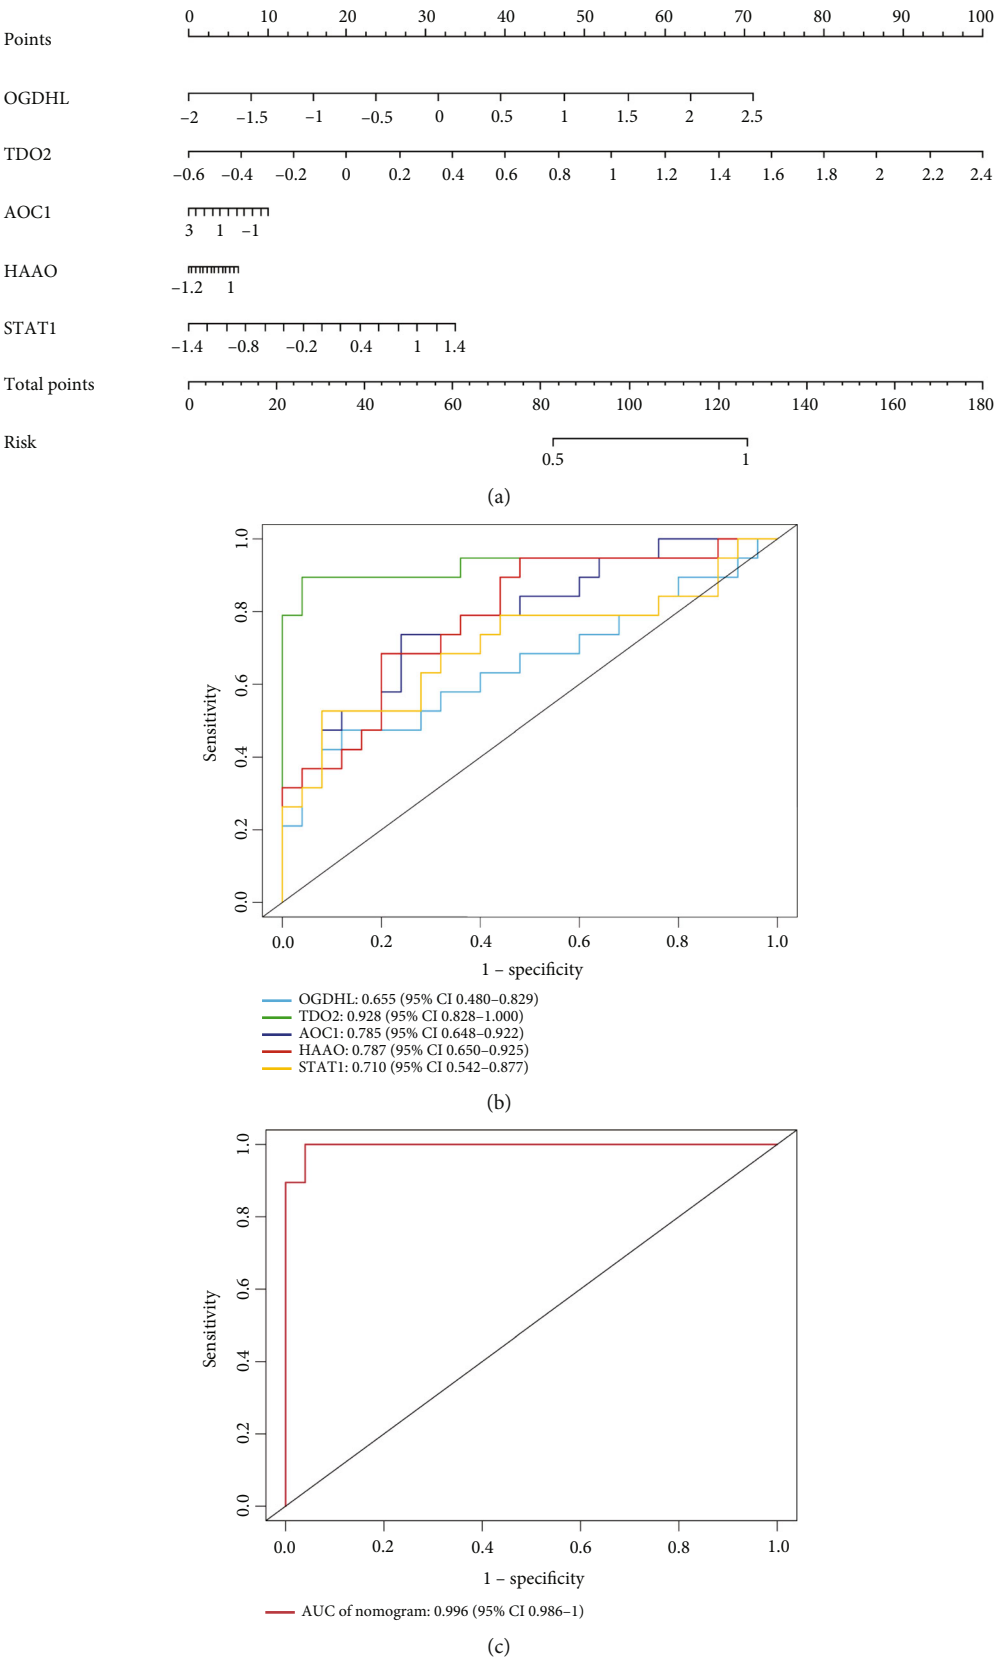 0 10 20 30 40 50 60 70 80 90 100
Points
OGDHL
–2 –1.5 –1 –0.5 0 0.5 1 1.5 2 2.5
TDO2
–0.6 –0.4 –0.2 0 0.2 0.4 0.6 0.8 1 1.2 1.4 1.6 1.8 2 2.2 2.4
AOC1
3 1 –1
HAAO
–1.2 1
STAT1
–1.4 –0.8 –0.2 0.4 1 1.4
Total points
0 20 40 60 80 100 120 140 160 180
Risk
0.5 1
(a)
1.0
0.8
0.6
0.4
0.2
0.0
Sensitivity
0.0 0.2 0.4 0.6 0.8 1.0
1 – specificity
OGDHL: 0.655 (95% CI 0.480–0.829)
TDO2: 0.928 (95% CI 0.828–1.000)
AOC1: 0.785 (95% CI 0.648–0.922)
HAAO: 0.787 (95% CI 0.650–0.925)
STAT1: 0.710 (95% CI 0.542–0.877)
(b)
1.0
0.8
0.6
0.4
0.2
0.0
Sensitivity
0.0 0.2 0.4 0.6 0.8 1.0
1 – specificity
AUC of nomogram: 0.996 (95% CI 0.986–1)
(c)